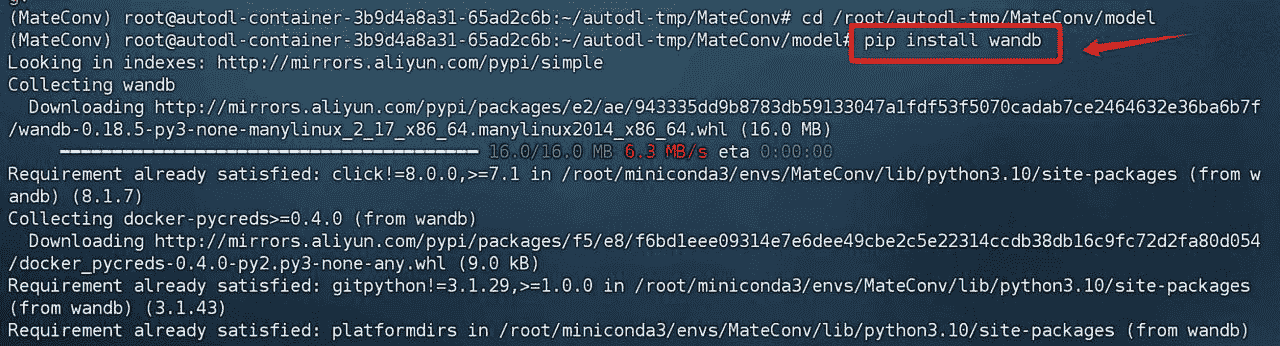 g.
(MateConv) root@autodl-container-3b9d4a8a31-65ad2c6b:~/autodl-tmp/MateConv# cd /root/autodl-tmp/MateConv/model
(MateConv) root@autodl-container-3b9d4a8a31-65ad2c6b:~/autodl-tmp/MateConv/model# pip install wandb
Looking in indexes: http://mirrors.aliyun.com/pypi/simple
Collecting wandb
  Downloading http://mirrors.aliyun.com/pypi/packages/e2/ae/943335dd9b8783db59133047a1fdf53f5070cadab7ce2464632e36ba6b7f
/wandb-0.18.5-py3-none-manylinux_2_17_x86_64.manylinux2014_x86_64.whl (16.0 MB)
16.0/16.0 MB 6.3 MB/s eta 0:00:00
Requirement already satisfied: click!=8.0.0,>=7.1 in /root/miniconda3/envs/MateConv/lib/python3.10/site-packages (from w
andb) (8.1.7)
Collecting docker-pycreds>=0.4.0 (from wandb)
  Downloading http://mirrors.aliyun.com/pypi/packages/f5/e8/f6bd1eee09314e7e6dee49cbe2c5e22314ccdb38db16c9fc72d2fa80d054
/docker_pycreds-0.4.0-py2.py3-none-any.whl (9.0 kB)
Requirement already satisfied: gitpython!=3.1.29,>=1.0.0 in /root/miniconda3/envs/MateConv/lib/python3.10/site-packages
(from wandb) (3.1.43)
Requirement already satisfied: platformdirs in /root/miniconda3/envs/MateConv/lib/python3.10/site-packages (from wandb)